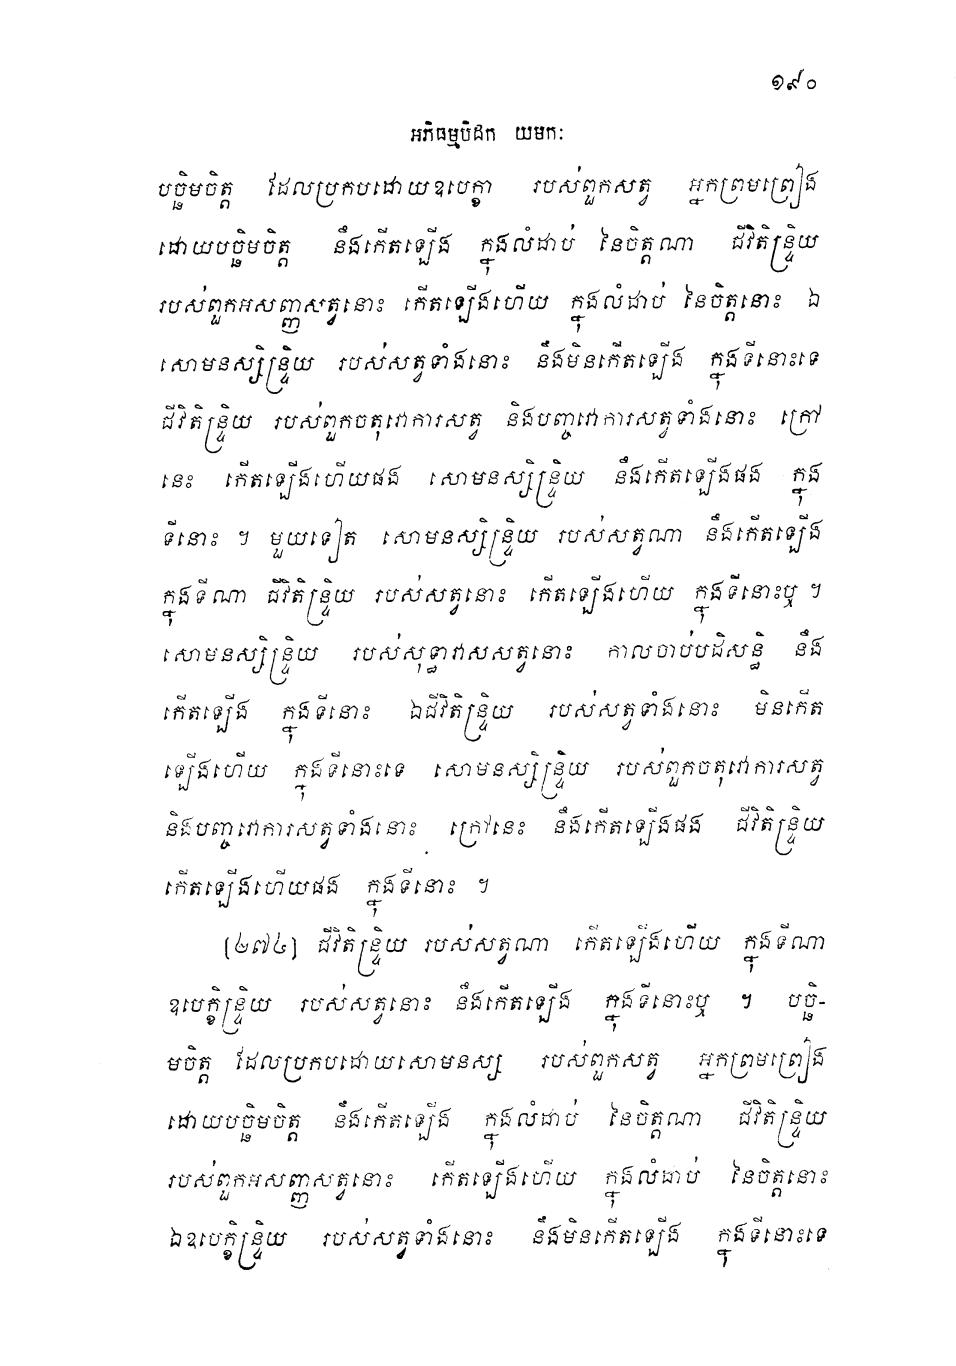 ១៩០
អភិធម្មបិដក យមកៈ
បច្ឆិមចិត្ត ដែលប្រកបដោយឧបេក្ខា របស់ពួកសត្វ អ្នកព្រមព្រៀង
ដោយបច្ឆិមចិត្ត នឹងកើតឡើង ក្នុងលំដាប់ នៃចិត្តណា ជីវិតិន្ទ្រិយ
របស់ពួកអសញ្ញសត្វនោះ កើតឡើងហើយ ក្នុងលំដាប់ នៃចិត្តនោះ ឯ
សោមនស្សិន្ទ្រិយ របស់សត្វទាំងនោះ នឹងមិនកើតឡើង ក្នុងទីនោះទេ
ជីវិតិន្ទ្រិយ របស់ពួកចតុវោការសត្វ និងបញ្ចវោការសត្វទាំងនោះ ក្រៅ
នេះ កើតឡើងហើយផង សោមនស្សិន្ទ្រិយ នឹងកើតឡើងផង ក្នុង
ទីនោះ ។ មួយទៀត សោមនស្សិន្ទ្រិយ របស់សត្វណា នឹងកើតឡើង
ក្នុងទីណា ជីវិតិន្ទ្រិយ របស់សត្វនោះ កើតឡើងហើយ ក្នុងទីនោះឬ ។
សោមនស្សិន្ទ្រិយ របស់សុទ្ធាវាសសត្វនោះ កាលចាប់បដិសន្ធិ នឹង
កើតឡើង ក្នុងទីនោះ ឯជីវិតិន្ទ្រិយ របស់សត្វទាំងនោះ មិនកើត
ឡើងហើយ ក្នុងទីនោះទេ សោមនស្សិន្ទ្រិយ របស់ពួកចតុវោការសត្វ
និងបញ្ចវោការសត្វទាំងនោះ ក្រៅនេះ នឹងកើតឡើងផង ជីវិតិន្ទ្រិយ
កើតឡើងហើយផង ក្នុងទីនោះ ។
(២៧៤) ជីវិតិន្ទ្រិយ របស់សត្វណា កើតឡើងហើយ ក្នុងទីណា
ឧបេក្ខិន្ទ្រិយ របស់សត្វនោះ នឹងកើតឡើង ក្នុងទីនោះឬ ។ បច្ឆិ-
មចិត្ត ដែលប្រកបដោយសោមនស្ស របស់ពួកសត្វ អ្នកព្រមព្រៀង
ដោយបច្ឆិមចិត្ត នឹងកើតឡើង ក្នុងលំដាប់ នៃចិត្តណា ជីវិតិន្ទ្រិយ
របស់ពួកអសញ្ញសត្វនោះ កើតឡើងហើយ ក្នុងលំដាប់ នៃចិត្តនោះ
ឯឧបេក្ខិន្ទ្រិយ របស់សត្វទាំងនោះ នឹងមិនកើតឡើង ក្នុងទីនោះទេ